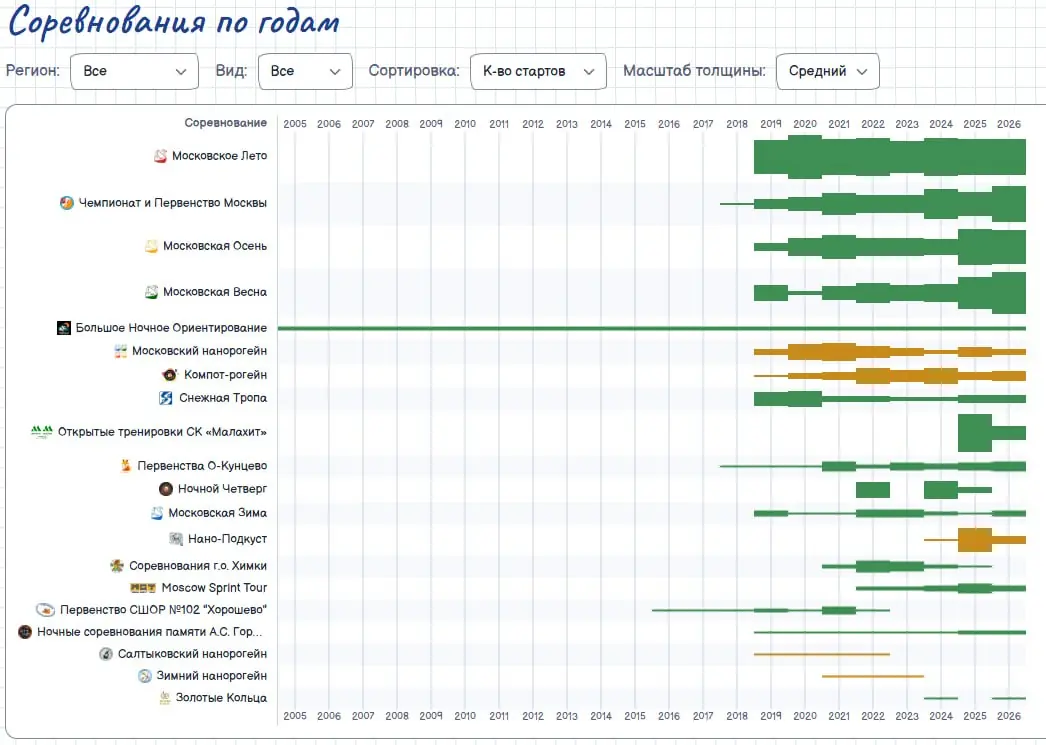 Соревнования по годам
Регион: Все Вид: Все Сортировка: К-во стартов Масштаб толщины: Средний
Соревнование 2005 2006 2007 2008 2009 2010 2011 2012 2013 2014 2015 2016 2017 2018 2019 2020 2021 2022 2023 2024 2025 2026
Московское Лето
Чемпионат и Первенство Москвы
Московская Осень
Московская Весна
Большое Ночное Ориентирование
Московский нанорогейн
Компот-рогейн
Снежная Тропа
Открытые тренировки СК «Малахит»
Первенства О-Кунцево
Ночной Четверг
Московская Зима
Нано-Подкуст
Соревнования г.о. Химки
Moscow Sprint Tour
Первенство СШОР №102 "Хорошево"
Ночные соревнования памяти А.С. Гор...
Салтыковский нанорогейн
Зимний нанорогейн
Золотые Кольца
2005 2006 2007 2008 2009 2010 2011 2012 2013 2014 2015 2016 2017 2018 2019 2020 2021 2022 2023 2024 2025 2026